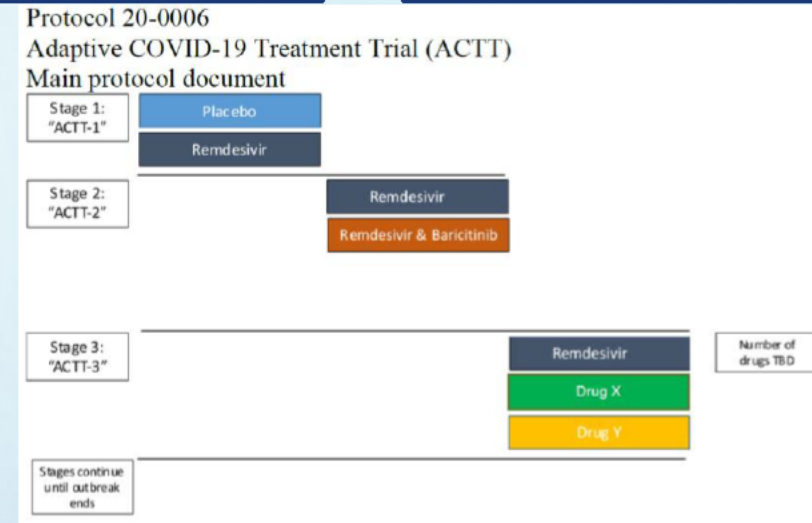 Protocol 20-0006
Adaptive COVID-19 Treatment Trial (ACTT)
Main protocol document
Stage 1:
"ACTT-1"
Placebo
Remdesivir
Stage 2:
"ACTT-2"
Remdesivir
Remdesivir & Baricitinib
Stage 3:
"ACTT-3"
Remdesivir
Drug X
Drug Y
Number of
drugs TBD
Stages continue
until outbreak
ends